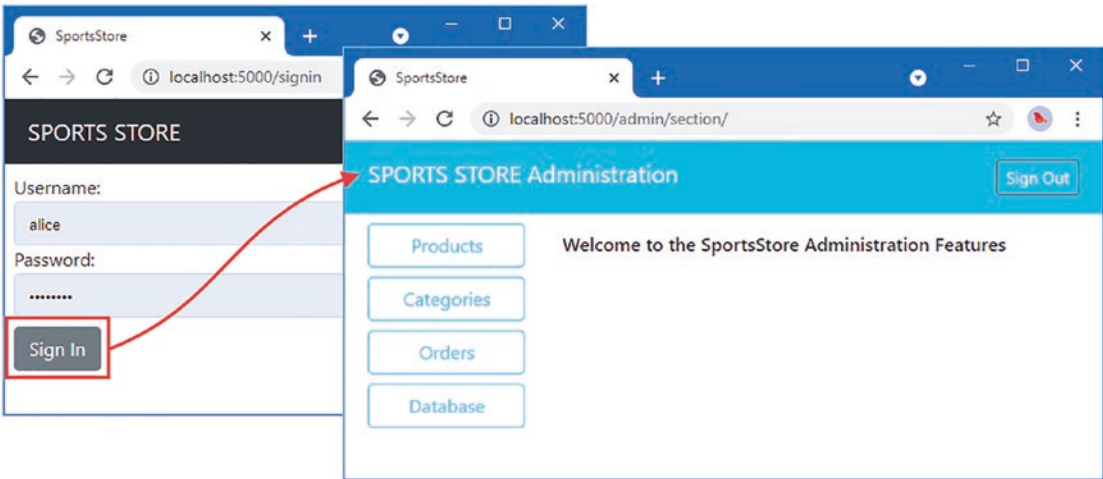 SportsStore
localhost:5000/signin
SPORTS STORE
Username:
alice
Password:
••••••••
Sign In
SportsStore
localhost:5000/admin/section/
SPORTS STORE Administration
Sign Out
Products
Welcome to the SportsStore Administration Features
Categories
Orders
Database